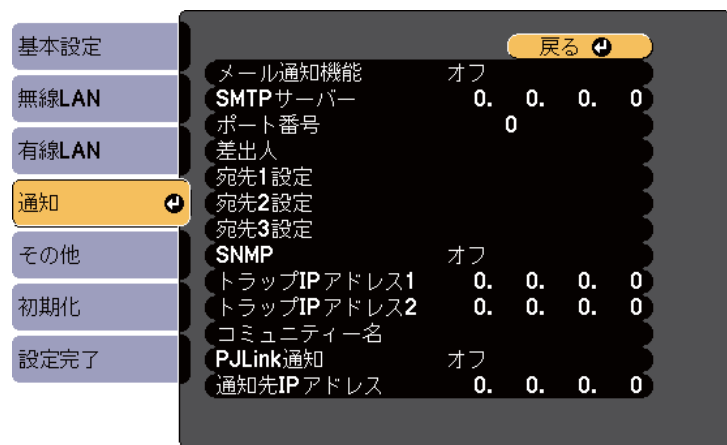 基本設定
無線LAN
有線LAN
通知
その他
初期化
設定完了
戻る
メール通知機能 オフ
SMTPサーバー 0. 0. 0. 0
ポート番号 0
差出人
宛先1設定
宛先2設定
宛先3設定
SNMP オフ
トラップIPアドレス1 0. 0. 0. 0
トラップIPアドレス2 0. 0. 0. 0
コミュニティー名
PJLink通知 オフ
通知先IPアドレス 0. 0. 0. 0